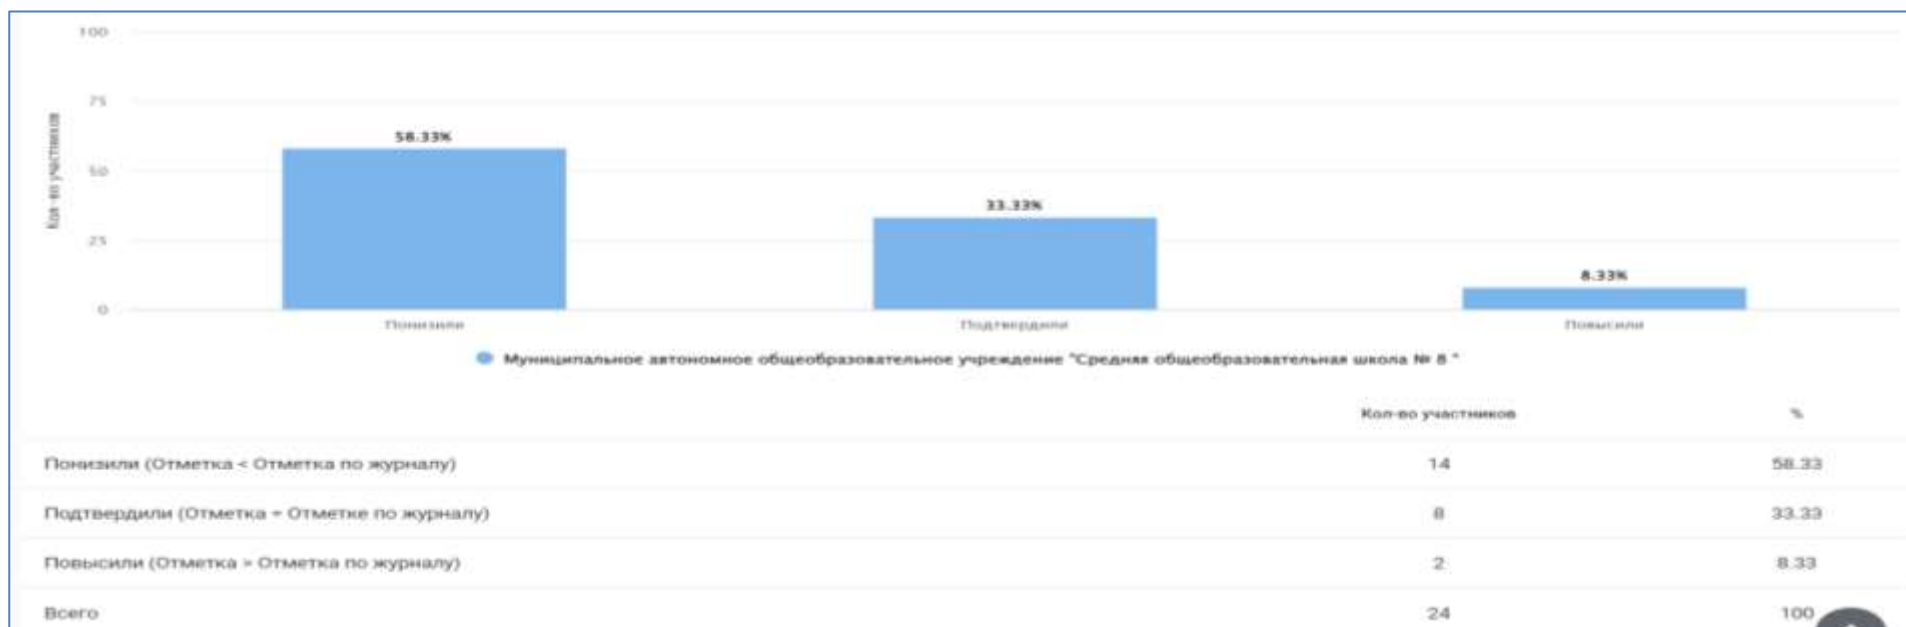 100
75
Кол-во участников
50
25
0
58.33%
33.33%
8.33%
Понизили
Подтвердили
Повысили
Муниципальное автономное общеобразовательное учреждение "Средняя общеобразовательная школа № 8 "
Кол-во участников %
Понизили (Отметка < Отметка по журналу) 14 58.33
Подтвердили (Отметка = Отметке по журналу) 8 33.33
Повысили (Отметка > Отметка по журналу) 2 8.33
Всего 24 100